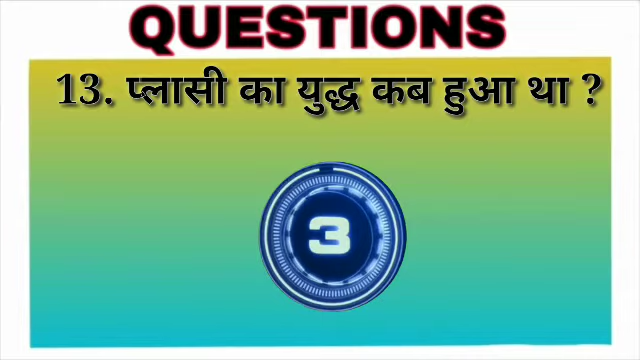 QUESTIONS
13. प्लासी का युद्ध कब हुआ था ?
3